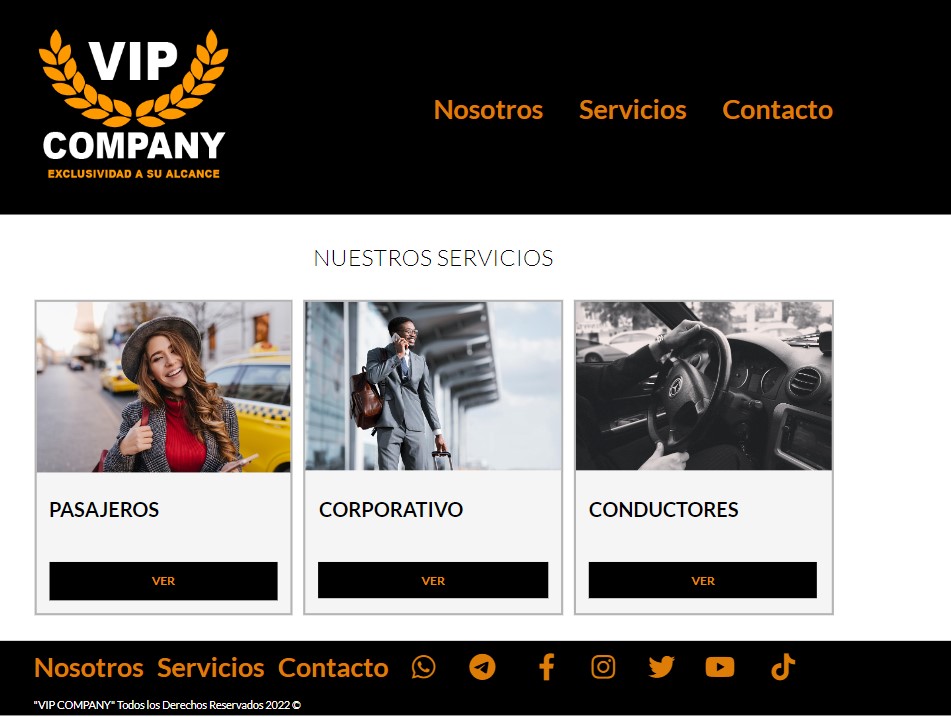 VIP
COMPANY
EXCLUSIVIDAD A SU ALCANCE
Nosotros Servicios Contacto
NUESTROS SERVICIOS
PASAJEROS
CORPORATIVO
CONDUCTORES
VER
VER
VER
Nosotros Servicios Contacto
"VIP COMPANY" Todos los Derechos Reservados 2022 ©